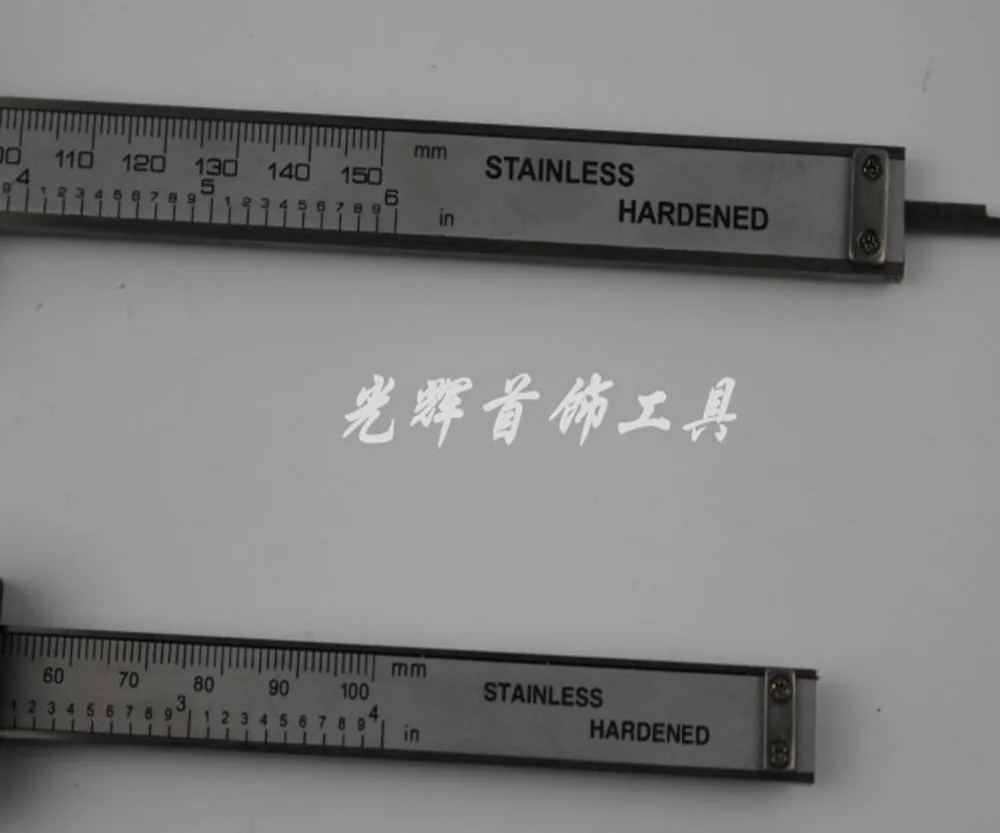 110 120 130 140 150 mm
STAINLESS
HARDENED
9 4 1 2 3 4 5 6 7 8 9 5 1 2 3 4 5 6 7 8 9 6 in
光辉首饰工具
60 70 80 90 100 mm
STAINLESS
HARDENED
1 2 3 4 5 6 7 8 9 3 1 2 3 4 5 6 7 8 9 4 in